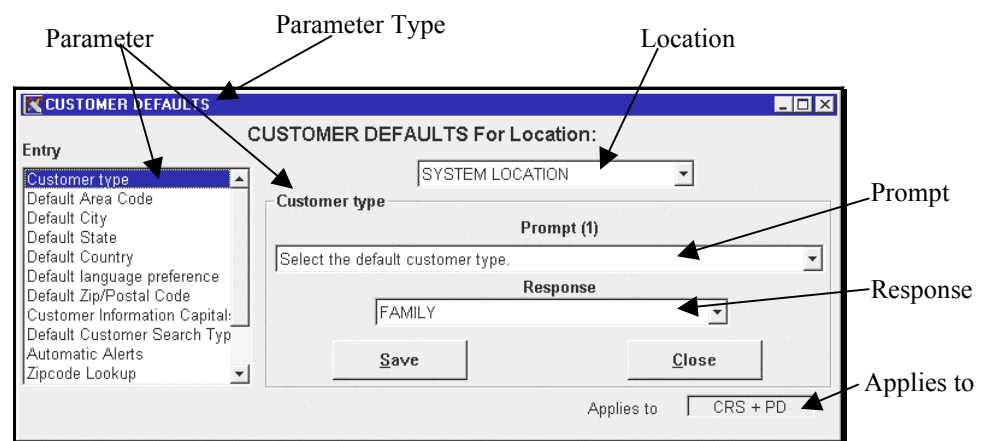 Parameter
Parameter Type
Location
CUSTOMER DEFAULTS
CUSTOMER DEFAULTS For Location:
Entry
SYSTEM LOCATION
Customer type
Default Area Code
Default City
Default State
Default Country
Default language preference
Default Zip/Postal Code
Customer Information Capital:
Default Customer Search Typ
Automatic Alerts
Zipcode Lookup
Customer type
Prompt (1)
Select the default customer type.
Response
FAMILY
Save
Close
Applies to
CRS + PD
Prompt
Response
Applies to